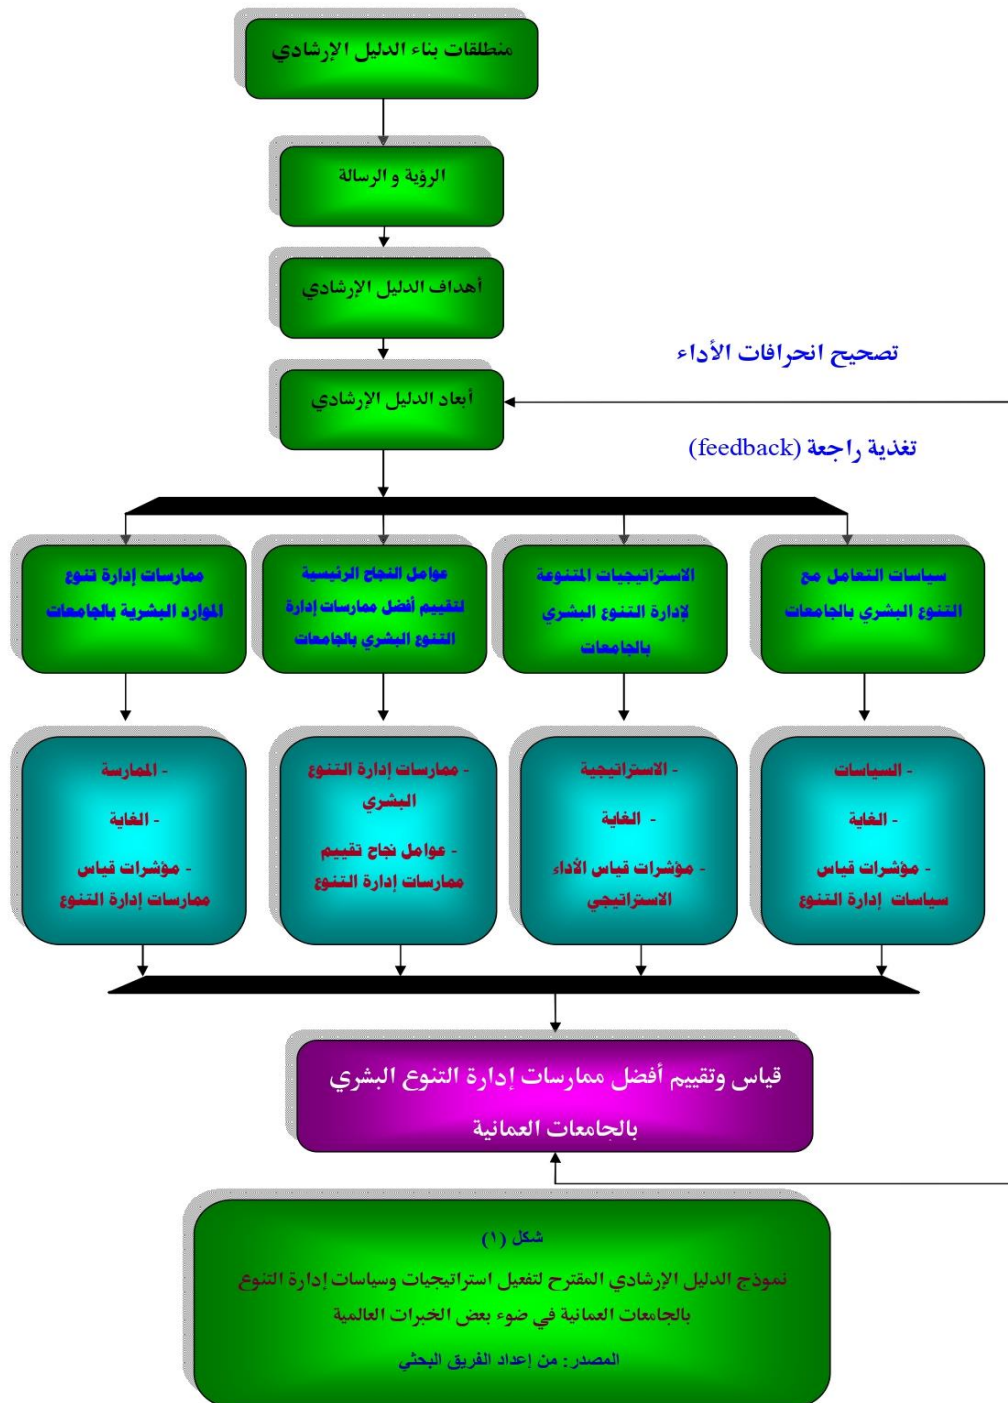 منطلقات بناء الدليل الإرشادي
الرؤية و الرسالة
أهداف الدليل الإرشادي
تصحيح انحرافات الأداء
أبعاد الدليل الإرشادي
تغذية راجعة (feedback)
سياسات التعامل مع
التنوع البشري بالجامعات
الاستراتيجيات المتنوعة
لإدارة التنوع البشري
بالجامعات
عوامل النجاح الرئيسية
لتقييم أفضل ممارسات إدارة
التنوع البشري بالجامعات
ممارسات إدارة تنوع
الموارد البشرية بالجامعات
- السياسات
- الغاية
- مؤشرات قياس
سياسات إدارة التنوع
- الاستراتيجية
- الغاية
- مؤشرات قياس الأداء
الاستراتيجي
- ممارسات إدارة التنوع
البشري
- عوامل نجاح تقييم
ممارسات إدارة التنوع
- الممارسة
- الغاية
- مؤشرات قياس
ممارسات إدارة التنوع
قياس وتقييم أفضل ممارسات إدارة التنوع البشري
بالجامعات العمانية
شكل (١)
نموذج الدليل الإرشادي المقترح لتفعيل استراتيجيات وسياسات إدارة التنوع
بالجامعات العمانية في ضوء بعض الخبرات العالمية
المصدر: من إعداد الفريق البحثي